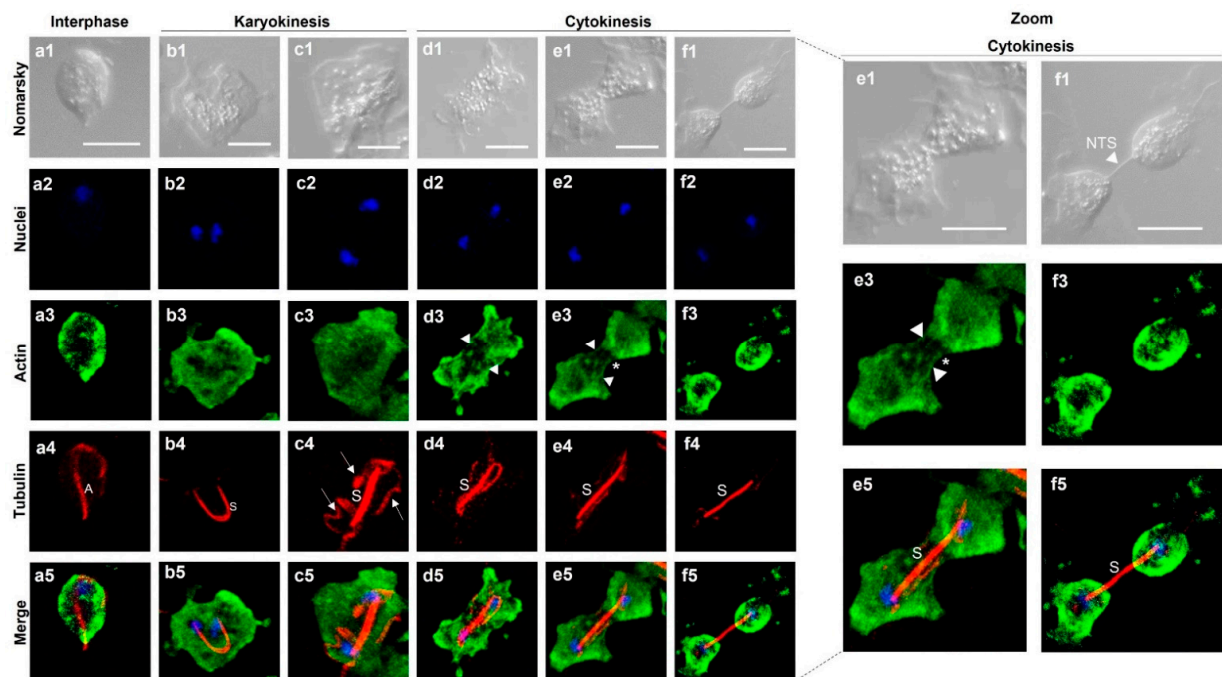 Interphase Karyokinesis Cytokinesis
Zoom
Cytokinesis
Nomarsky
a1 b1 c1 d1 e1 f1
e1 f1
NTS
Nuclei
a2 b2 c2 d2 e2 f2
Actin
a3 b3 c3 d3 e3 f3
*
e3 f3
*
Tubulin
a4 b4 c4 d4 e4 f4
A S S S S S
Merge
a5 b5 c5 d5 e5 f5
e5 f5
S S